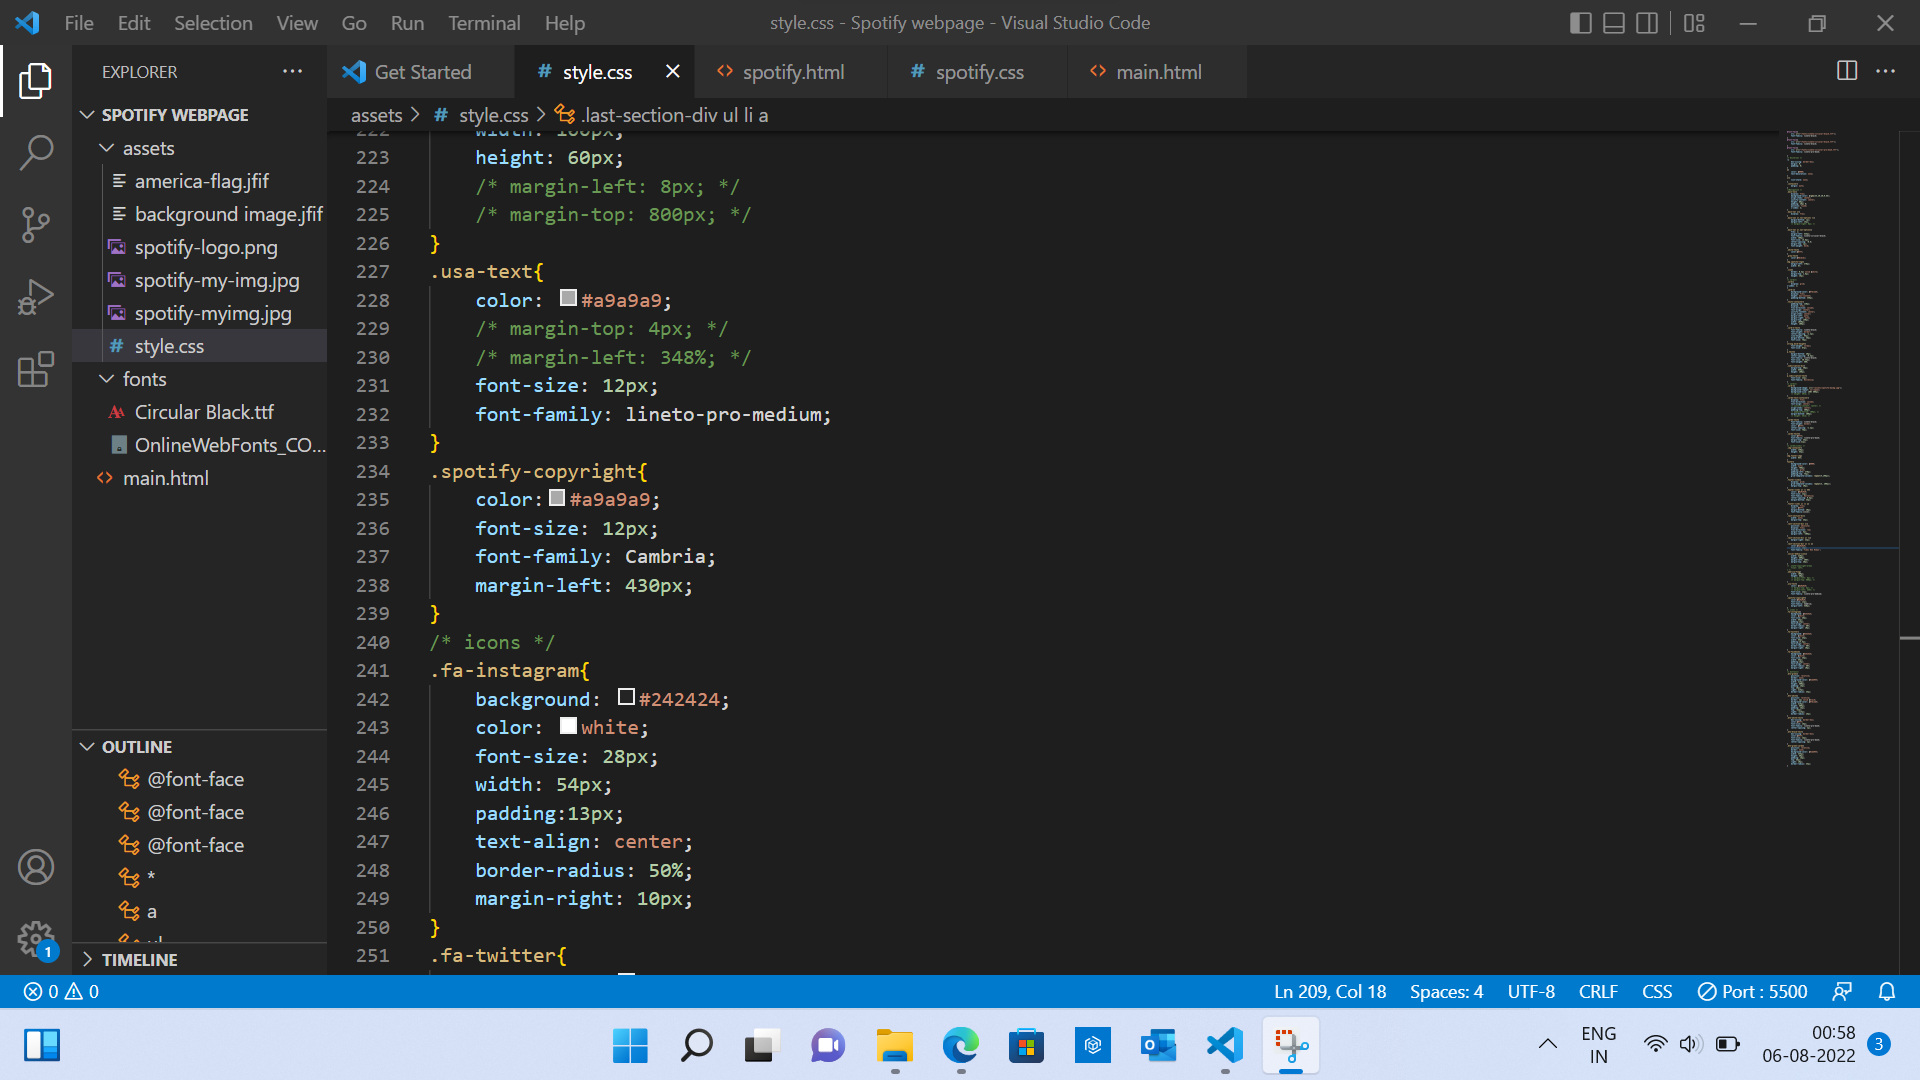 File Edit Selection View Go Run Terminal Help
style.css - Spotify webpage - Visual Studio Code
EXPLORER
Get Started
# style.css
<> spotify.html
# spotify.css
<> main.html
SPOTIFY WEBPAGE
assets > # style.css > .last-section-div ul li a
assets
america-flag.jfif
background image.jfif
spotify-logo.png
spotify-my-img.jpg
spotify-myimg.jpg
# style.css
fonts
Circular Black.ttf
OnlineWebFonts_CO...
<> main.html
OUTLINE
@font-face
@font-face
@font-face
*
a
ul
TIMELINE
222 width: 100px;
223 height: 60px;
224 /* margin-left: 8px; */
225 /* margin-top: 800px; */
226 }
227 .usa-text{
228 color: #a9a9a9;
229 /* margin-top: 4px; */
230 /* margin-left: 348%; */
231 font-size: 12px;
232 font-family: lineto-pro-medium;
233 }
234 .spotify-copyright{
235 color: #a9a9a9;
236 font-size: 12px;
237 font-family: Cambria;
238 margin-left: 430px;
239 }
240 /* icons */
241 .fa-instagram{
242 background: #242424;
243 color: white;
244 font-size: 28px;
245 width: 54px;
246 padding:13px;
247 text-align: center;
248 border-radius: 50%;
249 margin-right: 10px;
250 }
251 .fa-twitter{
1
0 0
Ln 209, Col 18 Spaces: 4 UTF-8 CRLF CSS Port : 5500
ENG
IN
00:58
06-08-2022
3